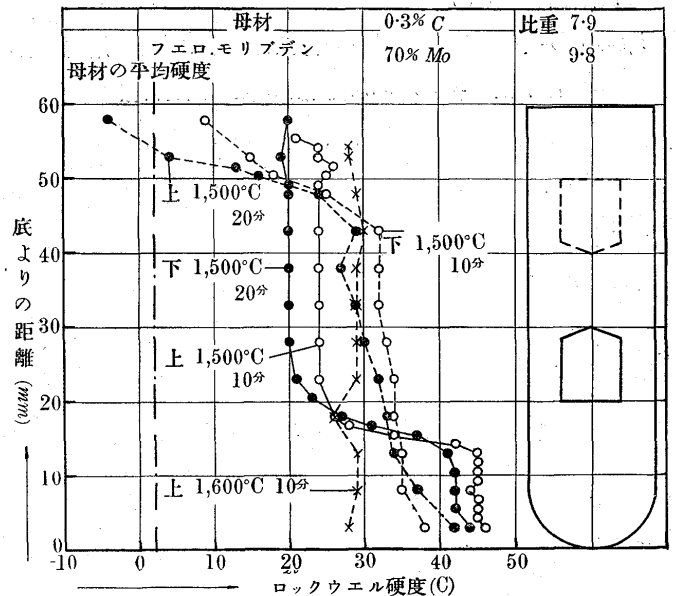 母材 0·3% C 比重 7·9
フエロ.モリブデン 70% Mo 9·8
母材の平均硬度
60
50
40
30
20
10
0
上 1,500°C
20分
下 1,500°C
10分
下 1,500°C
20分
上 1,500°C
10分
上 1,600°C 10分
底よりの距離 (mm)
-10 0 10 20 30 40 50
ロックウエル硬度(C)